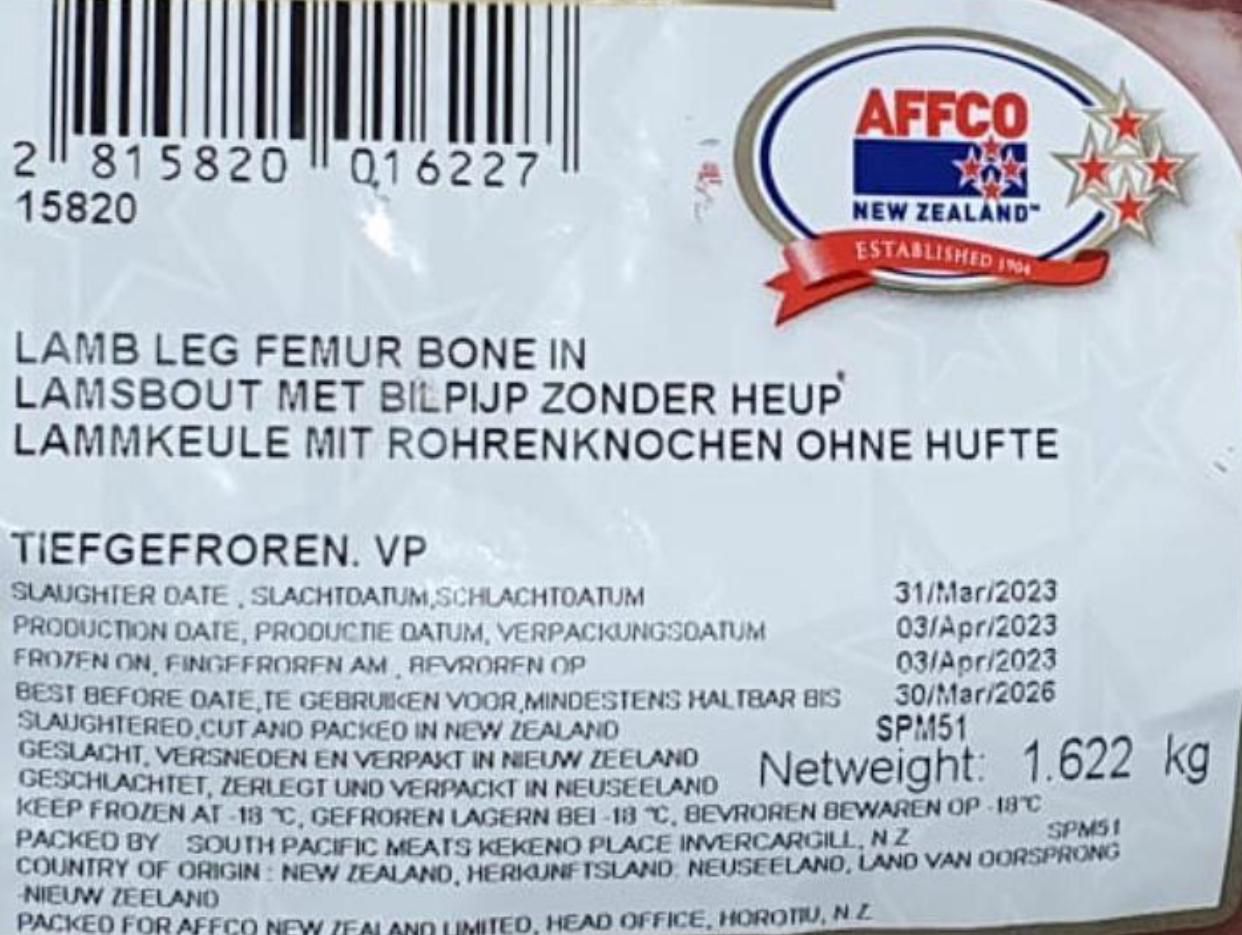 2 815820 016227
15820
AFFCO
NEW ZEALAND™
ESTABLISHED 1904
LAMB LEG FEMUR BONE IN
LAMSBOUT MET BILPIJP ZONDER HEUP
LAMMKEULE MIT ROHRENKNOCHEN OHNE HUFTE
TIEFGEFROREN. VP
SLAUGHTER DATE , SLACHTDATUM,SCHLACHTDATUM 31/Mar/2023
PRODUCTION DATE, PRODUCTIE DATUM, VERPACKUNGSDATUM 03/Apr/2023
FROZEN ON, EINGEFROREN AM , BEVROREN OP 03/Apr/2023
BEST BEFORE DATE,TE GEBRUIKEN VOOR,MINDESTENS HALTBAR BIS 30/Mar/2026
SLAUGHTERED,CUT AND PACKED IN NEW ZEALAND SPM51
GESLACHT, VERSNEDEN EN VERPAKT IN NIEUW ZEELAND
Netweight: 1.622 kg
GESCHLACHTET, ZERLEGT UND VERPACKT IN NEUSEELAND
KEEP FROZEN AT -18 °C, GEFROREN LAGERN BEI -18 °C, BEVROREN BEWAREN OP -18°C
PACKED BY SOUTH PACIFIC MEATS KEKENO PLACE INVERCARGILL, N Z SPM51
COUNTRY OF ORIGIN : NEW ZEALAND, HERKUNFTSLAND: NEUSEELAND, LAND VAN OORSPRONG
-NIEUW ZEELAND
PACKED FOR AFFCO NEW ZEALAND LIMITED, HEAD OFFICE, HOROTIU, N Z